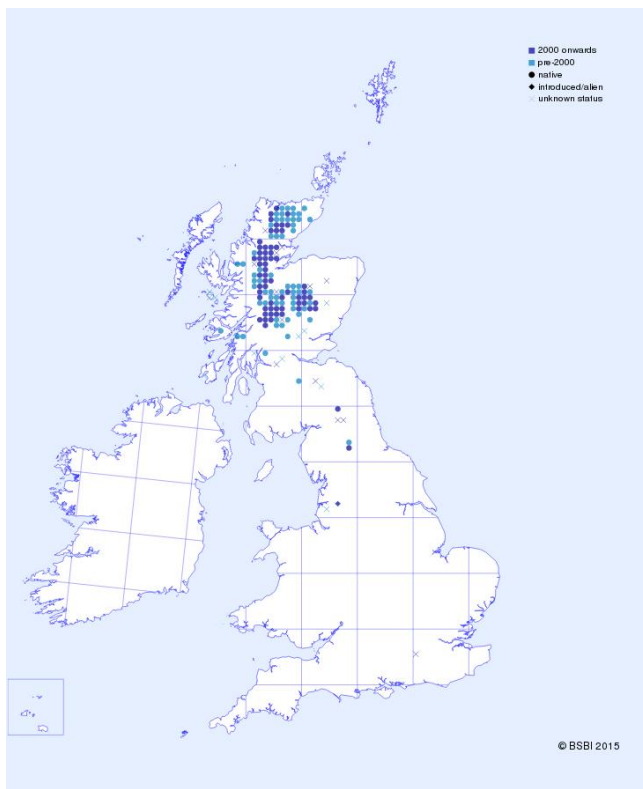 2000 onwards
pre-2000
native
introduced/alien
unknown status
© BSBI 2015